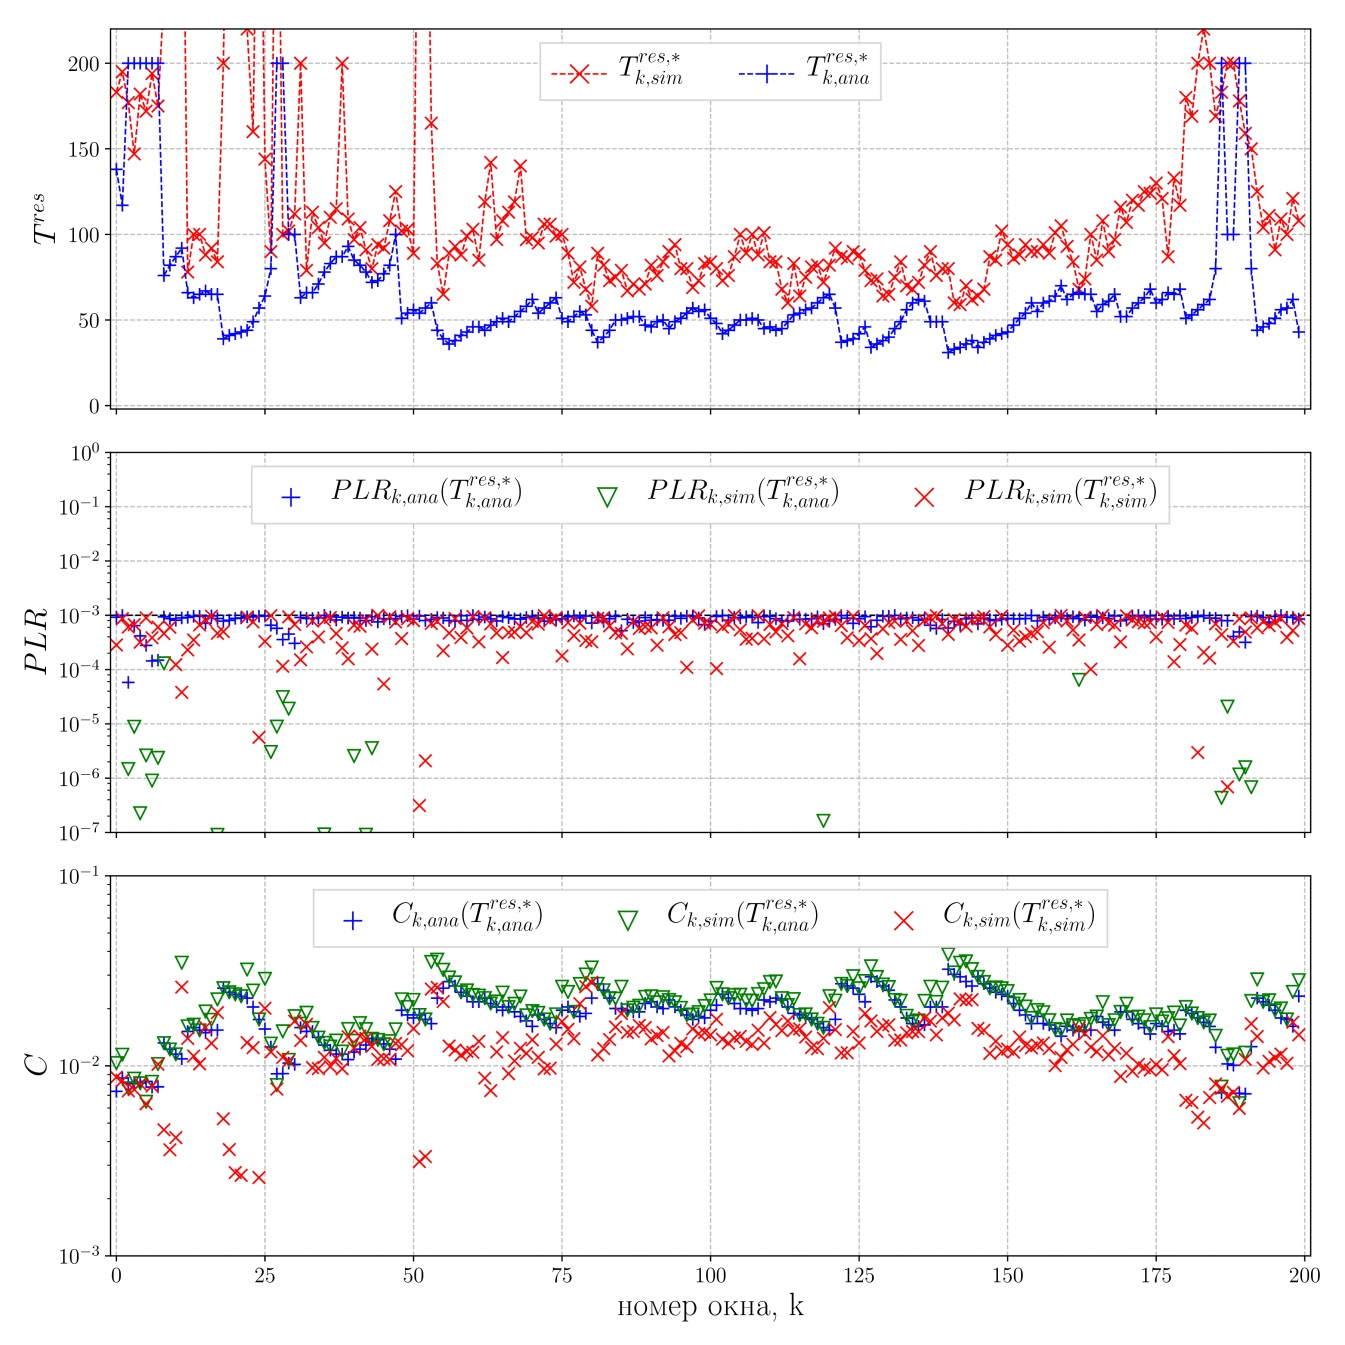 T^{res,*}_{k,sim} T^{res,*}_{k,ana}
200
150
100
50
0
T^{res}
PLR_{k,ana}(T^{res,*}_{k,ana}) PLR_{k,sim}(T^{res,*}_{k,ana}) PLR_{k,sim}(T^{res,*}_{k,sim})
10^0
10^{-1}
10^{-2}
10^{-3}
10^{-4}
10^{-5}
10^{-6}
10^{-7}
PLR
C_{k,ana}(T^{res,*}_{k,ana}) C_{k,sim}(T^{res,*}_{k,ana}) C_{k,sim}(T^{res,*}_{k,sim})
10^{-1}
10^{-2}
10^{-3}
C
0 25 50 75 100 125 150 175 200
номер окна, k